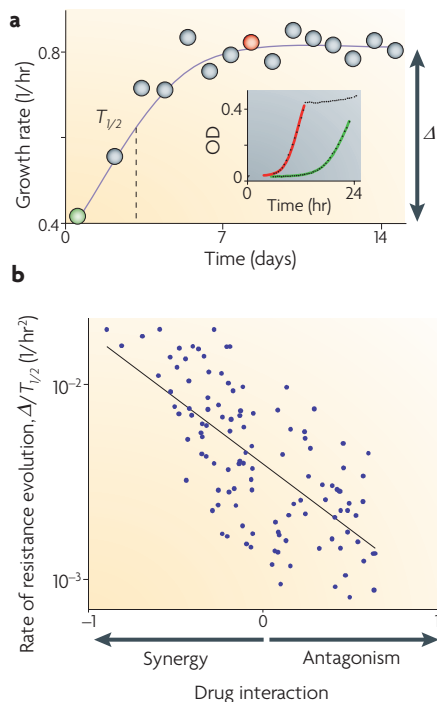 a
Growth rate (1/hr)
0.8
0.4
T1/2
Δ
OD
0.4
0
0
24
Time (hr)
0
7
14
Time (days)
b
Rate of resistance evolution, Δ/T1/2 (1/hr²)
10⁻²
10⁻³
−1
0
1
Synergy
Antagonism
Drug interaction